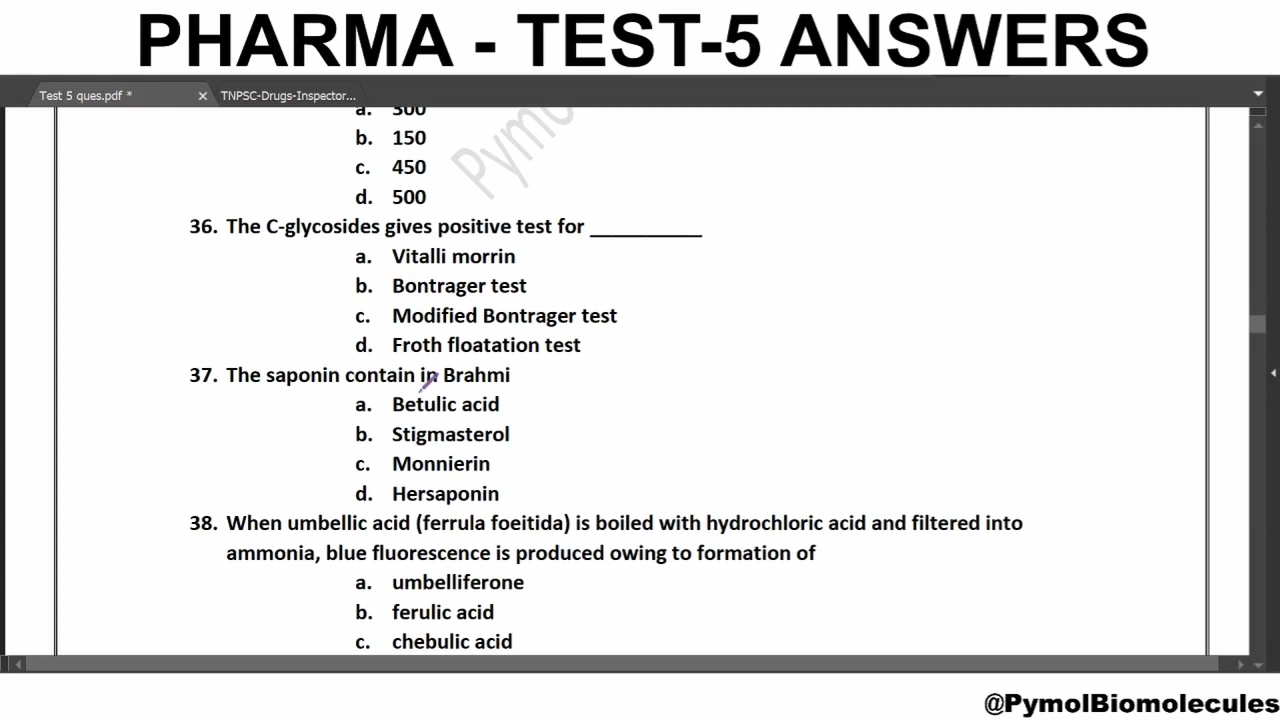 PHARMA - TEST-5 ANSWERS
Test 5 ques.pdf * × TNPSC-Drugs-Inspector...
a. 300
b. 150
c. 450
d. 500
36. The C-glycosides gives positive test for __________
a. Vitalli morrin
b. Bontrager test
c. Modified Bontrager test
d. Froth floatation test
37. The saponin contain in Brahmi
a. Betulic acid
b. Stigmasterol
c. Monnierin
d. Hersaponin
38. When umbellic acid (ferrula foeitida) is boiled with hydrochloric acid and filtered into
ammonia, blue fluorescence is produced owing to formation of
a. umbelliferone
b. ferulic acid
c. chebulic acid
@PymolBiomolecules